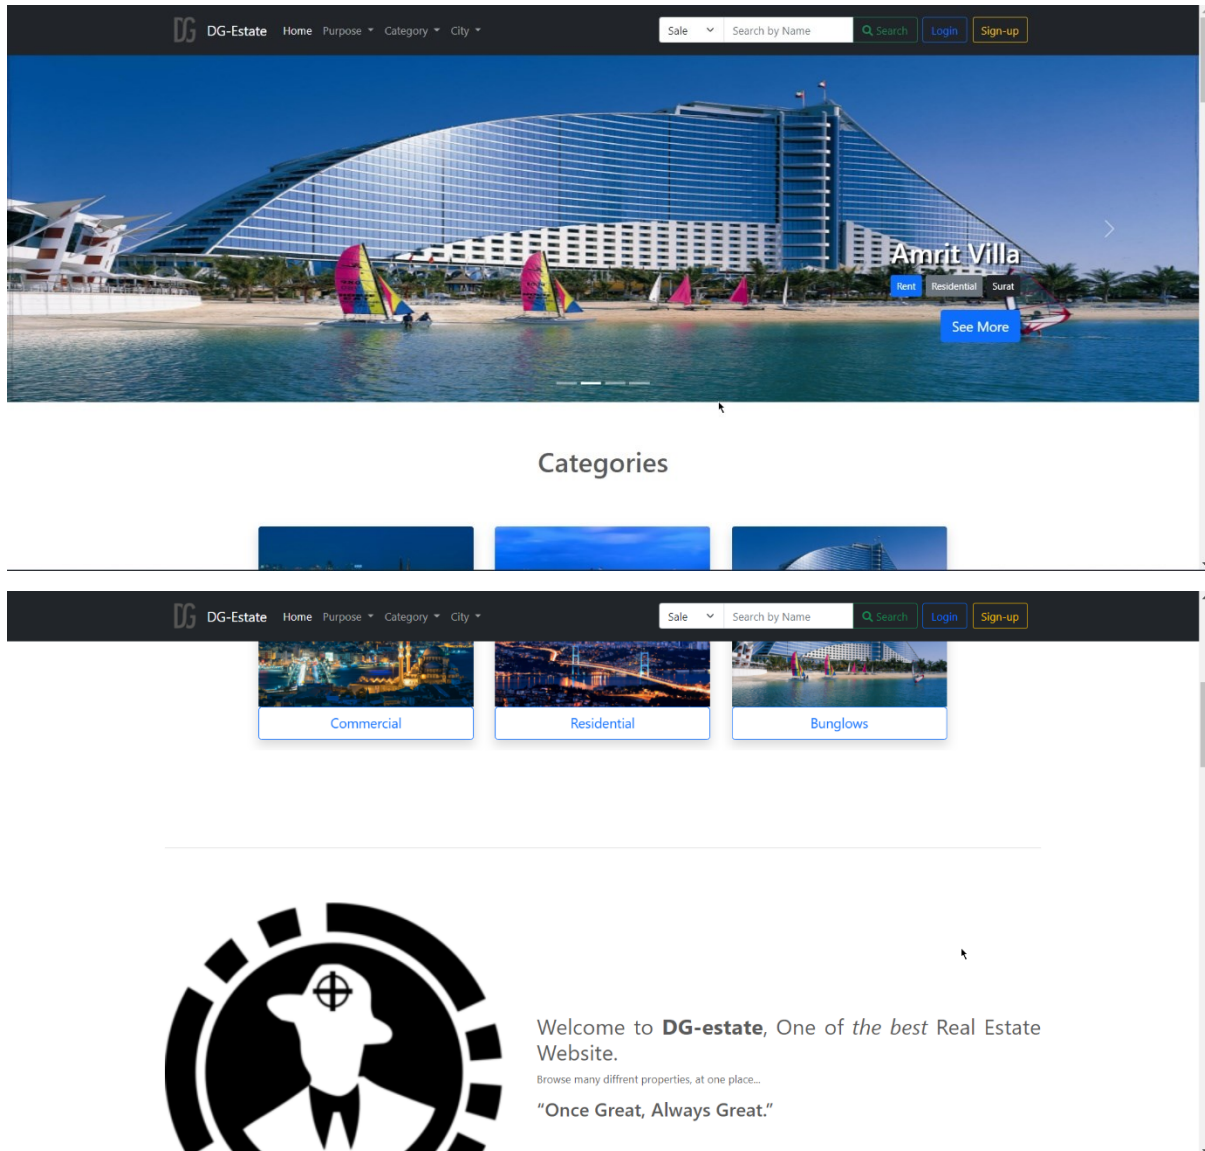 DG DG-Estate Home Purpose Category City Sale Search by Name Search Login Sign-up
Amrit Villa
Rent Residential Surat
See More
Categories
DG DG-Estate Home Purpose Category City Sale Search by Name Search Login Sign-up
Commercial Residential Bunglows
Welcome to DG-estate, One of the best Real Estate
Website.
Browse many diffrent properties, at one place...
“Once Great, Always Great.”